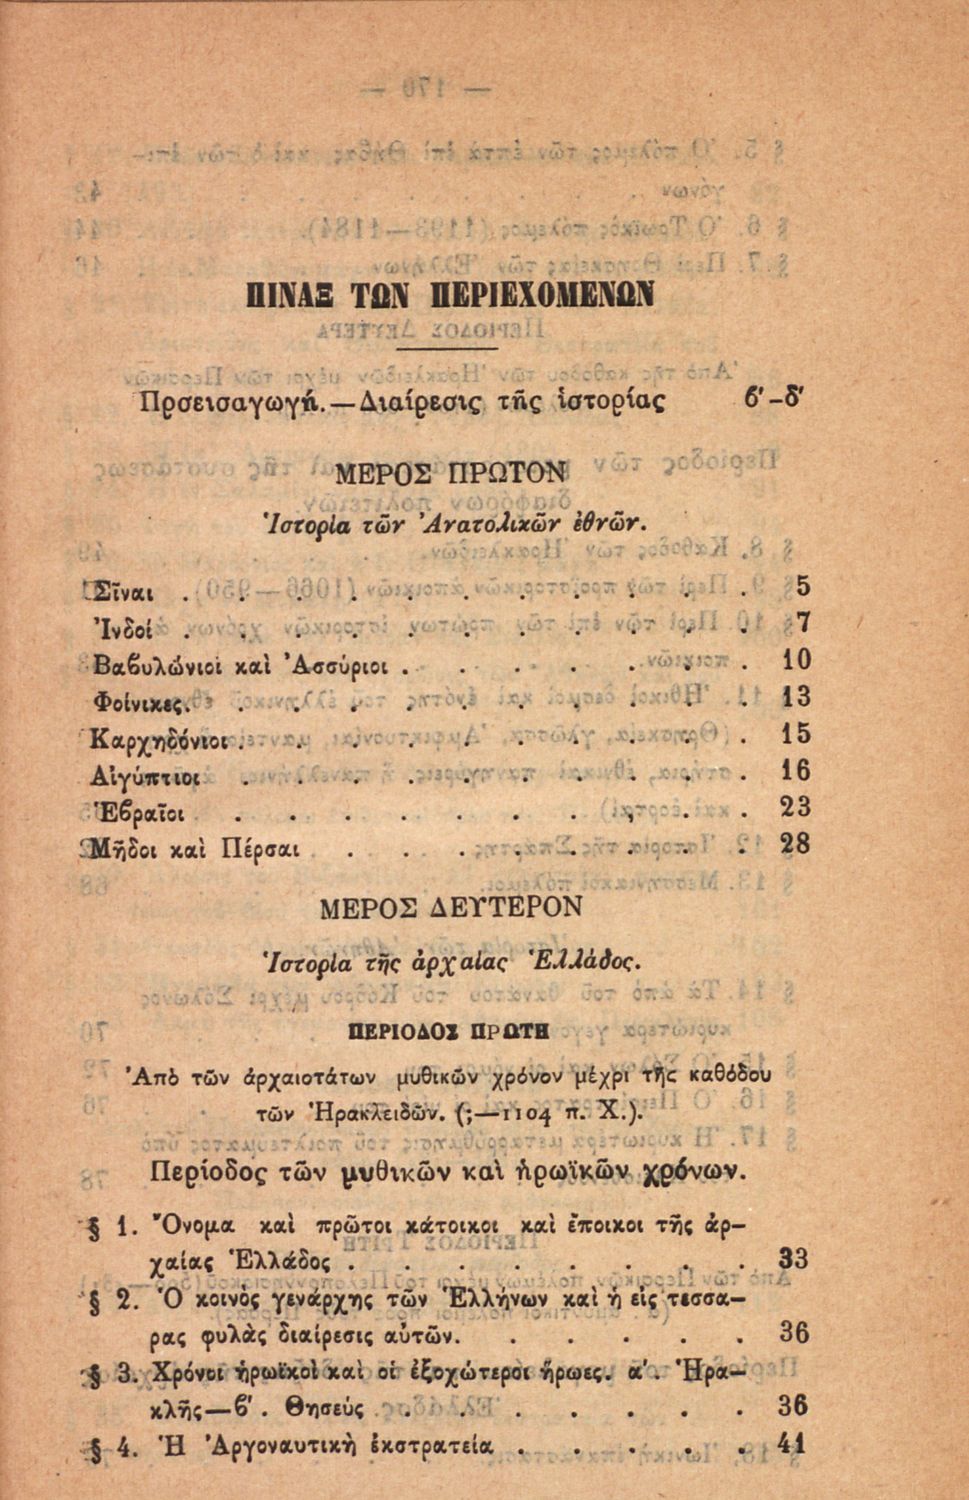 ΠΙΝΑΞ ΤΩΝ ΠΕΡΙΕΧΟΜΕΝΩΝ
Πρσεισαγωγή.—Διαίρεσις τῆς ἱστορίας ϐ′-δ′
ΜΕΡΟΣ ΠΡΩΤΟΝ
Ἱστορία τῶν Ἀνατολικῶν ἐθνῶν.
Σῖναι . . . . . . . . . . . 5
Ἰνδοί . . . . . . . . . . . 7
Βαϐυλώνιοι καὶ Ἀσσύριοι . . . . . . . 10
Φοίνικες. . . . . . . . . . . 13
Καρχηδόνιοι . . . . . . . . . . 15
Αἰγύπτιοι . . . . . . . . . . 16
Ἑϐραῖοι . . . . . . . . . . 23
Μῆδοι καὶ Πέρσαι . . . . . . . . 28
ΜΕΡΟΣ ΔΕΥΤΕΡΟΝ
Ἱστορία τῆς ἀρχαίας Ἑλλάδος.
ΠΕΡΙΟΔΟΣ ΠΡΩΤΗ
Ἀπὸ τῶν ἀρχαιοτάτων μυθικῶν χρόνον μέχρι τῆς καθόδου
τῶν Ἡρακλειδῶν. (;—1104 π. Χ.).
Περίοδος τῶν μυθικῶν καὶ ἡρωϊκῶν χρόνων.
§ 1. Ὄνομα καὶ πρῶτοι κάτοικοι καὶ ἔποικοι τῆς ἀρ-
χαίας Ἑλλάδος . . . . . . . . 33
§ 2. Ὁ κοινὸς γενάρχης τῶν Ἑλλήνων καὶ ἡ εἰς τεσσα-
ρας φυλὰς διαίρεσις αὐτῶν. . . . . . 36
§ 3. Χρόνοι ἡρωϊκοὶ καὶ οἱ ἐξοχώτεροι ἥρωες. α′. Ἡρα-
κλῆς—ϐ′. Θησεύς . . . . . . . 36
§ 4. Ἡ Ἀργοναυτικὴ ἐκστρατεία . . . . . 41